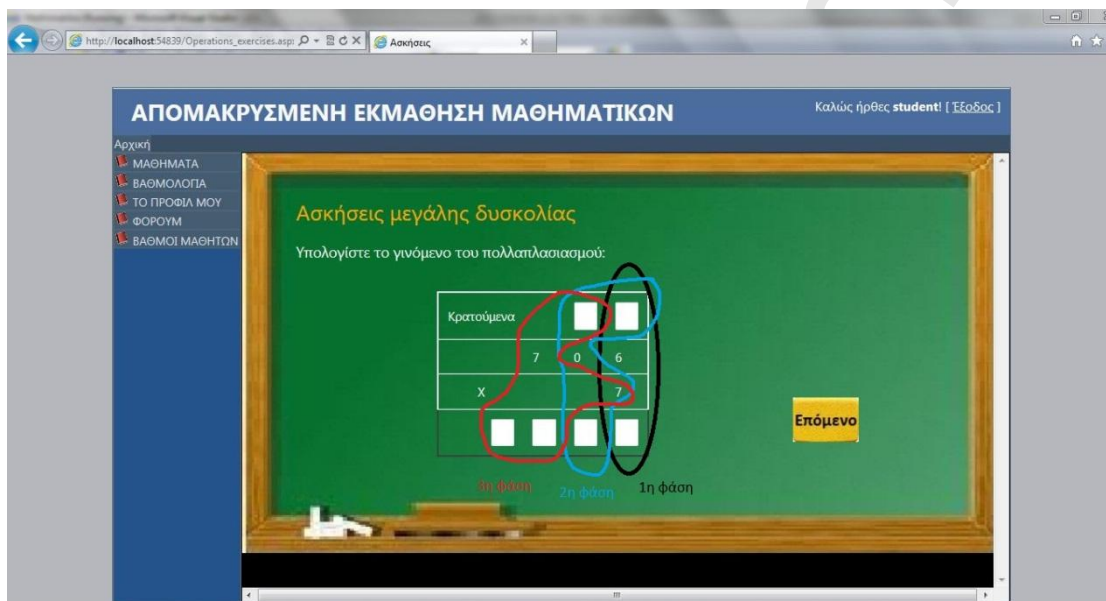 http://localhost:54839/Operations_exercises.asp:
Ασκήσεις
ΑΠΟΜΑΚΡΥΣΜΕΝΗ ΕΚΜΑΘΗΣΗ ΜΑΘΗΜΑΤΙΚΩΝ
Καλώς ήρθες student! [ Έξοδος ]
Αρχική
ΜΑΘΗΜΑΤΑ
ΒΑΘΜΟΛΟΓΙΑ
ΤΟ ΠΡΟΦΙΛ ΜΟΥ
ΦΟΡΟΥΜ
ΒΑΘΜΟΙ ΜΑΘΗΤΩΝ
Ασκήσεις μεγάλης δυσκολίας
Υπολογίστε το γινόμενο του πολλαπλασιασμού:
Κρατούμενα
7 0 6
X 7
Επόμενο
3η φάση 2η φάση 1η φάση